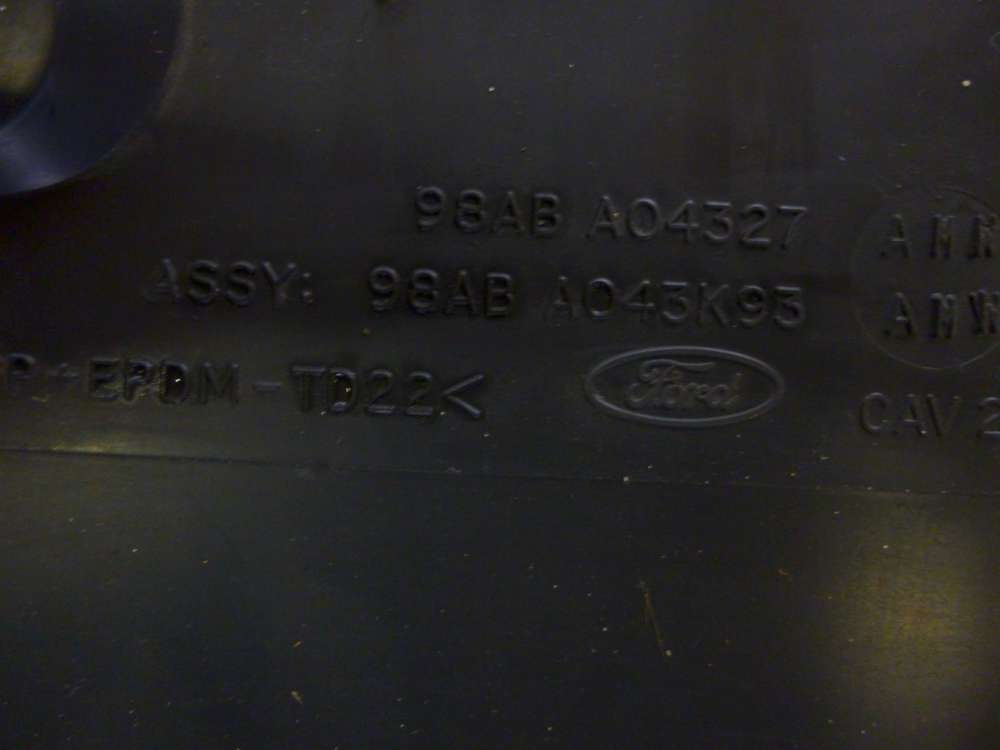 98AB A04327
ASSY: 98AB A043K93
P+EPDM-TD22<
Ford
CAV 2